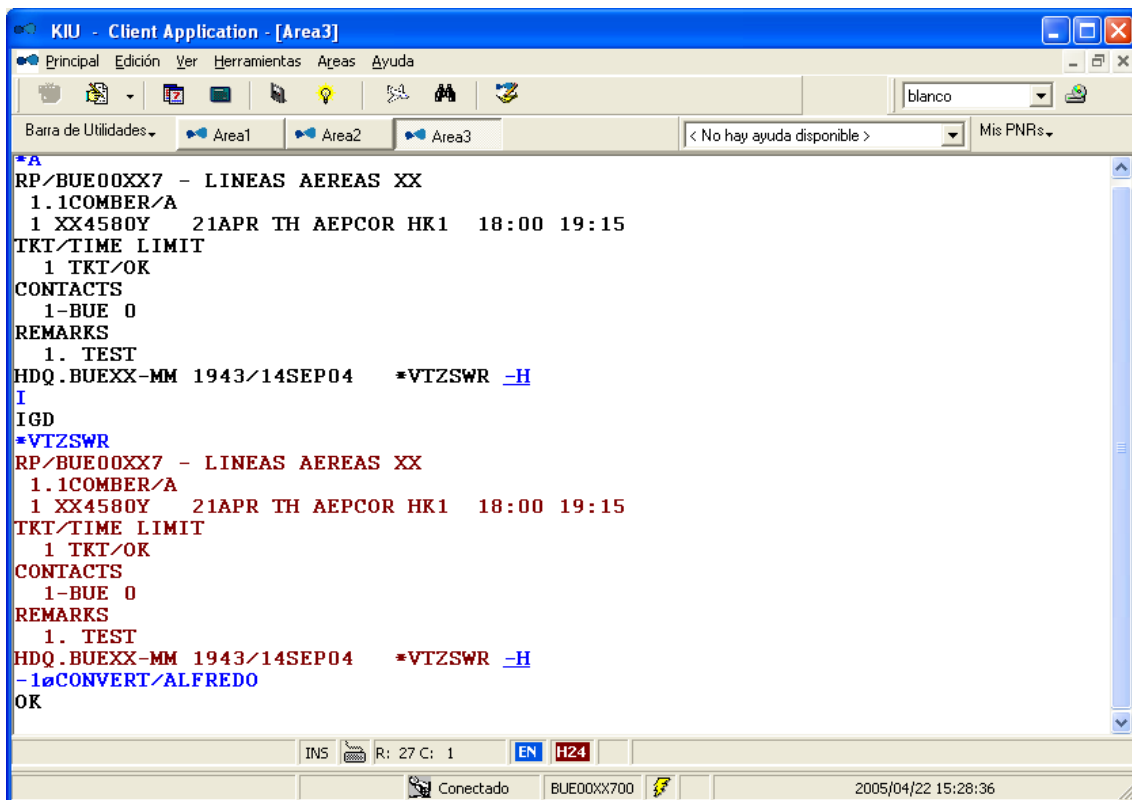 KIU - Client Application - [Area3]
Principal Edición Ver Herramientas Areas Ayuda
blanco
Barra de Utilidades Area1 Area2 Area3 < No hay ayuda disponible > Mis PNRs
*A
RP/BUE00XX7 - LINEAS AEREAS XX
1.1COMBER/A
1 XX4580Y 21APR TH AEPCOR HK1 18:00 19:15
TKT/TIME LIMIT
1 TKT/OK
CONTACTS
1-BUE 0
REMARKS
1. TEST
HDQ.BUEXX-MM 1943/14SEP04 *VTZSWR -H
I
IGD
*VTZSWR
RP/BUE00XX7 - LINEAS AEREAS XX
1.1COMBER/A
1 XX4580Y 21APR TH AEPCOR HK1 18:00 19:15
TKT/TIME LIMIT
1 TKT/OK
CONTACTS
1-BUE 0
REMARKS
1. TEST
HDQ.BUEXX-MM 1943/14SEP04 *VTZSWR -H
-1øCONVERT/ALFREDO
OK
INS R: 27 C: 1 EN H24
Conectado BUE00XX700 2005/04/22 15:28:36